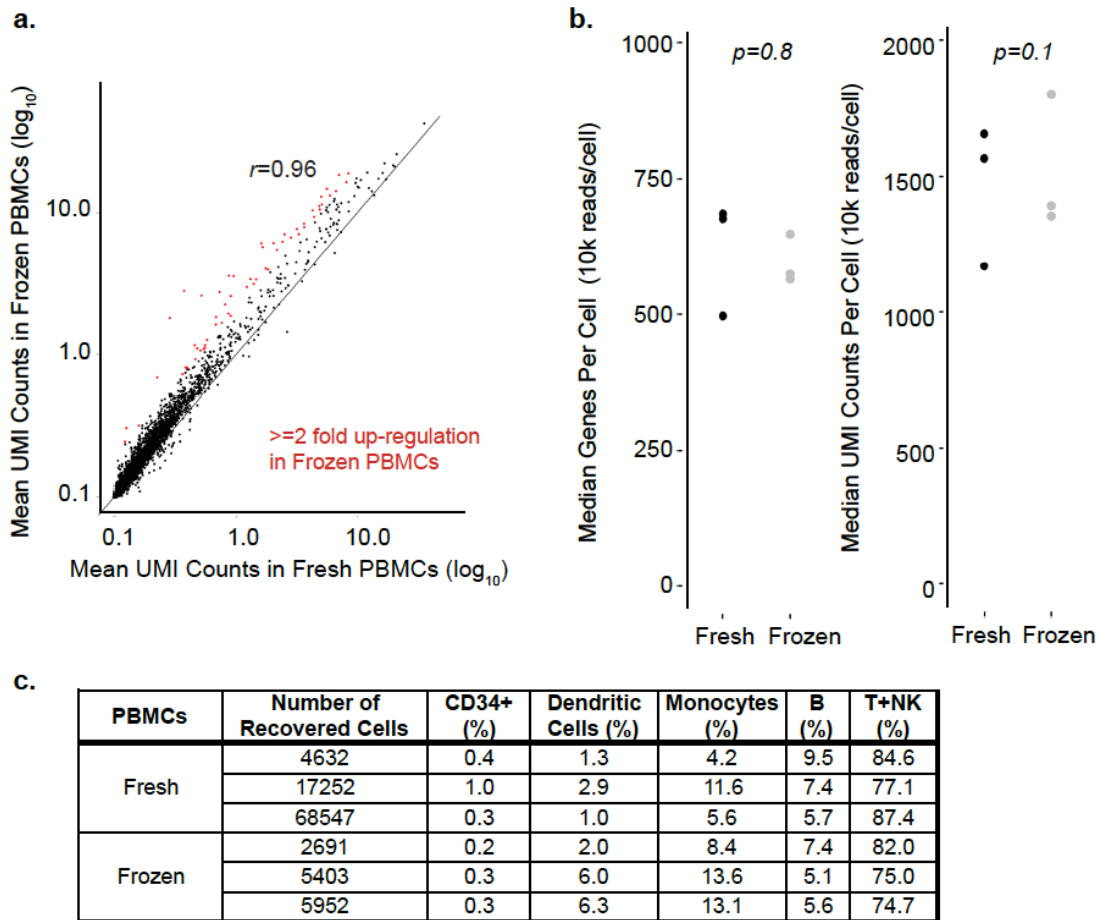 a.
Mean UMI Counts in Frozen PBMCs (log10)
10.0
1.0
0.1
r=0.96
>=2 fold up-regulation
in Frozen PBMCs
0.1 1.0 10.0
Mean UMI Counts in Fresh PBMCs (log10)
b.
Median Genes Per Cell (10k reads/cell)
1000
750
500
250
0
p=0.8
Fresh Frozen
Median UMI Counts Per Cell (10k reads/cell)
2000
1500
1000
500
0
p=0.1
Fresh Frozen
c.
PBMCs Number of Recovered Cells CD34+ (%) Dendritic Cells (%) Monocytes (%) B (%) T+NK (%)
Fresh
4632 0.4 1.3 4.2 9.5 84.6
17252 1.0 2.9 11.6 7.4 77.1
68547 0.3 1.0 5.6 5.7 87.4
Frozen
2691 0.2 2.0 8.4 7.4 82.0
5403 0.3 6.0 13.6 5.1 75.0
5952 0.3 6.3 13.1 5.6 74.7